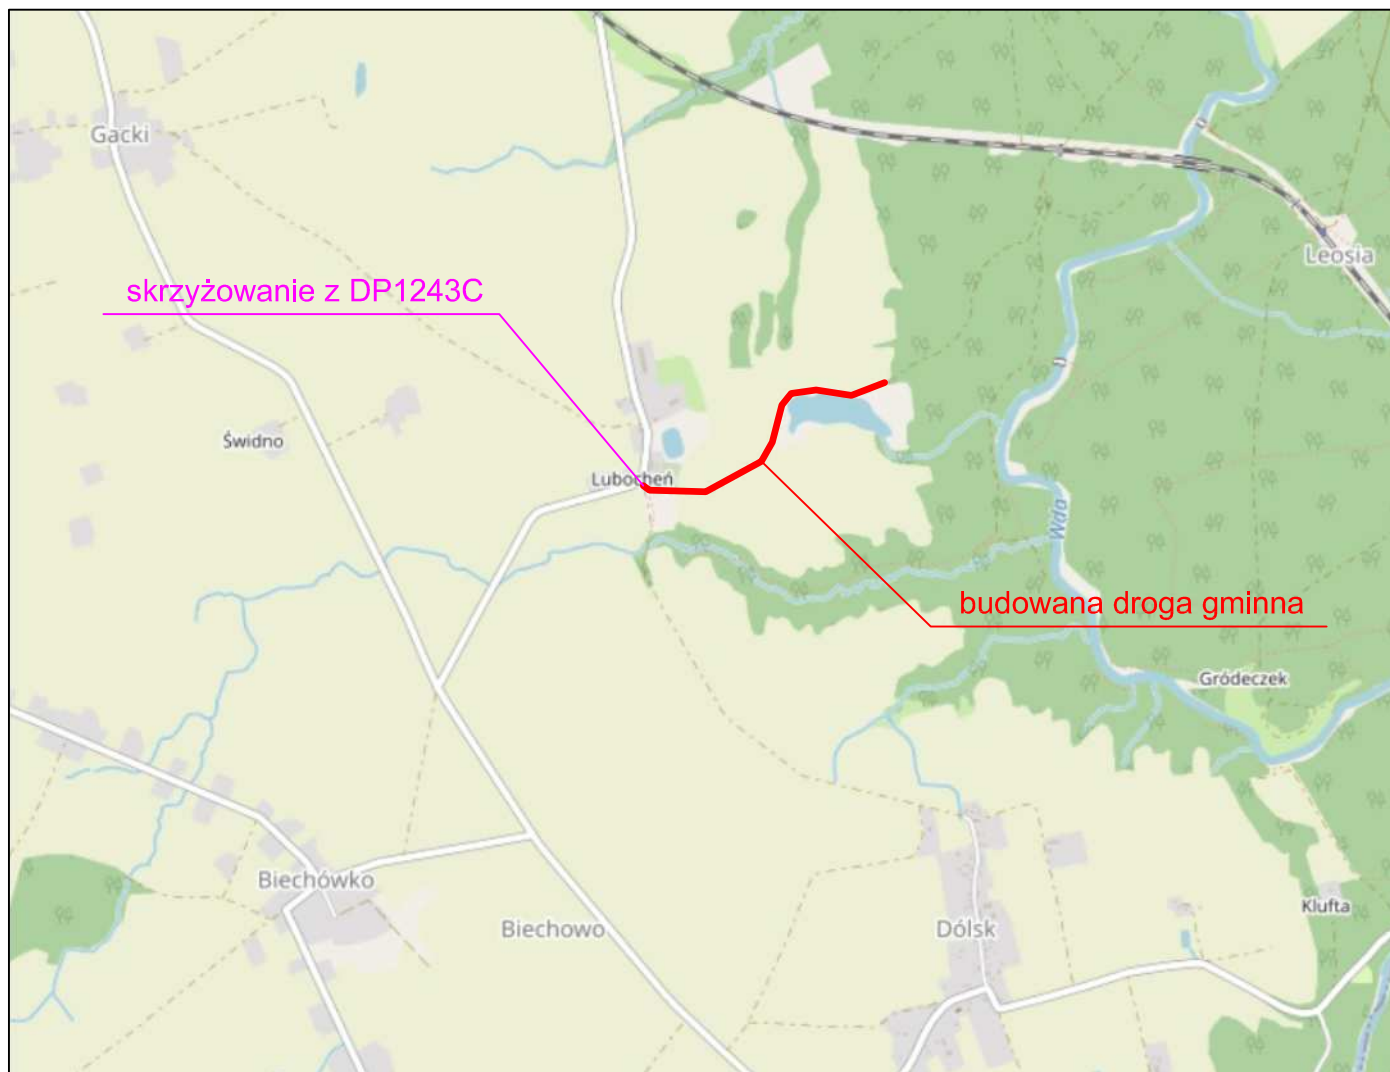 Gacki
Leosia
skrzyżowanie z DP1243C
Świdno
Lubocheń
Wda
budowana droga gminna
Gródeczek
Biechówko
Klufta
Biechowo
Dólsk